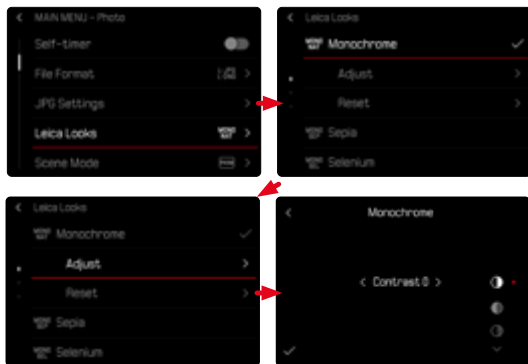 MAIN MENU - Photo
Self-timer
File Format
JPG Settings
Leica Looks
Scene Mode
Leica Looks
Monochrome
Adjust
Reset
Sepia
Selenium
Leica Looks
Monochrome
Adjust
Reset
Sepia
Selenium
Monochrome
Contrast 0